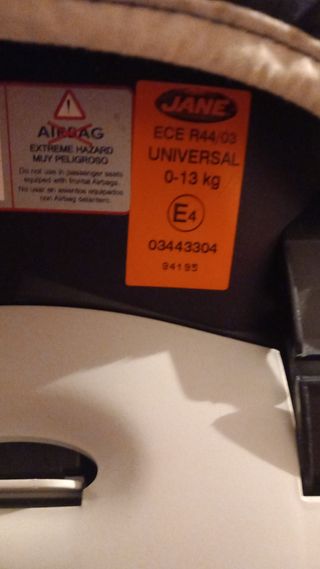 AIRBAG
EXTREME HAZARD
MUY PELIGROSO
Do not use in passenger seats
equiped with frontal Airbags.
No usar en asientos equipados
con Airbag delantero.
JANE
ECE R44/03
UNIVERSAL
0-13 kg
E4
03443304
94195